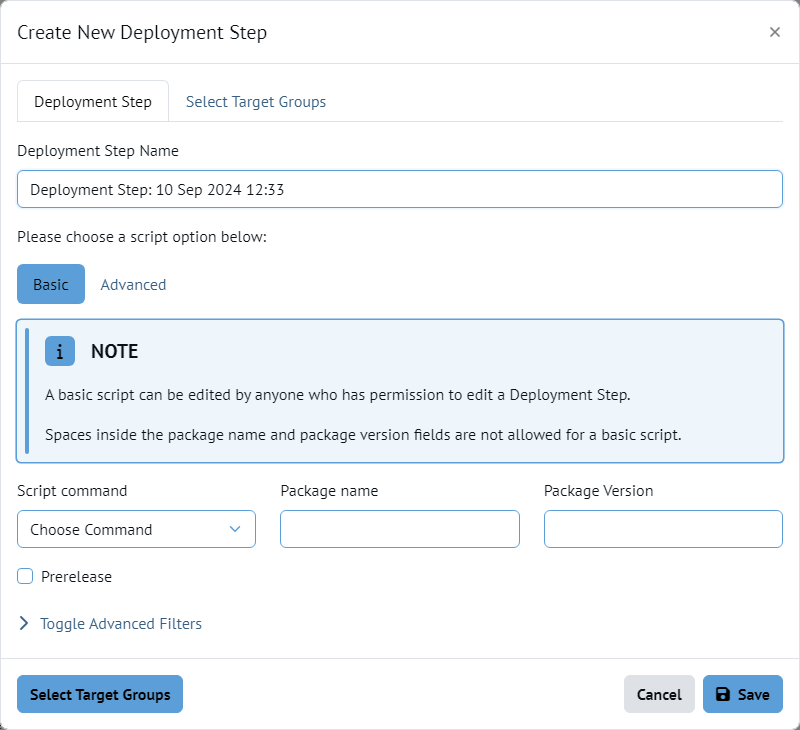 Create New Deployment Step
Deployment Step
Select Target Groups
Deployment Step Name
Deployment Step: 10 Sep 2024 12:33
Please choose a script option below:
Basic
Advanced
NOTE
A basic script can be edited by anyone who has permission to edit a Deployment Step.
Spaces inside the package name and package version fields are not allowed for a basic script.
Script command
Package name
Package Version
Choose Command
Prerelease
Toggle Advanced Filters
Select Target Groups
Cancel
Save